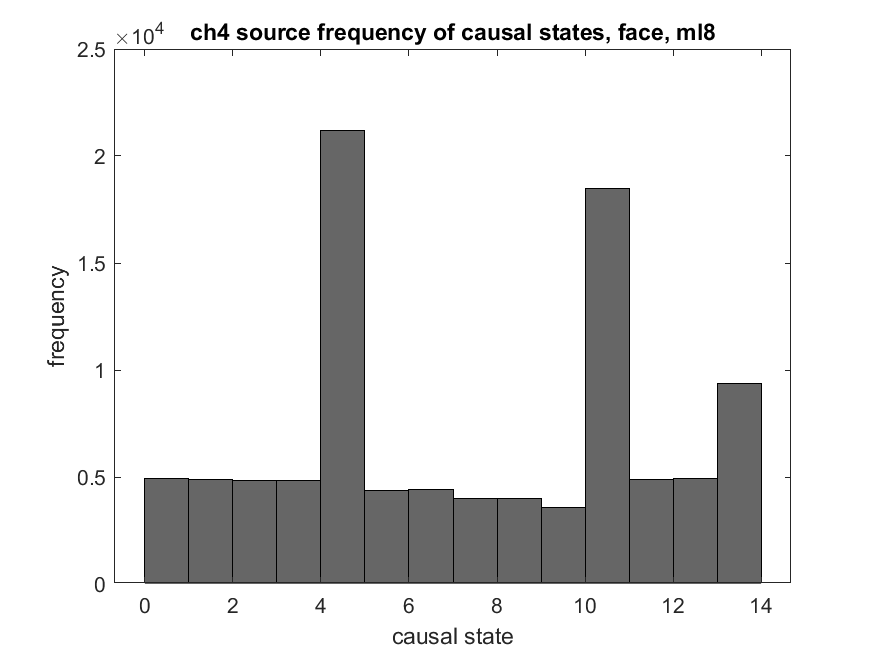 ch4 source frequency of causal states, face, ml8
×10⁴
2.5
2
1.5
1
0.5
0
frequency
0 2 4 6 8 10 12 14
causal state